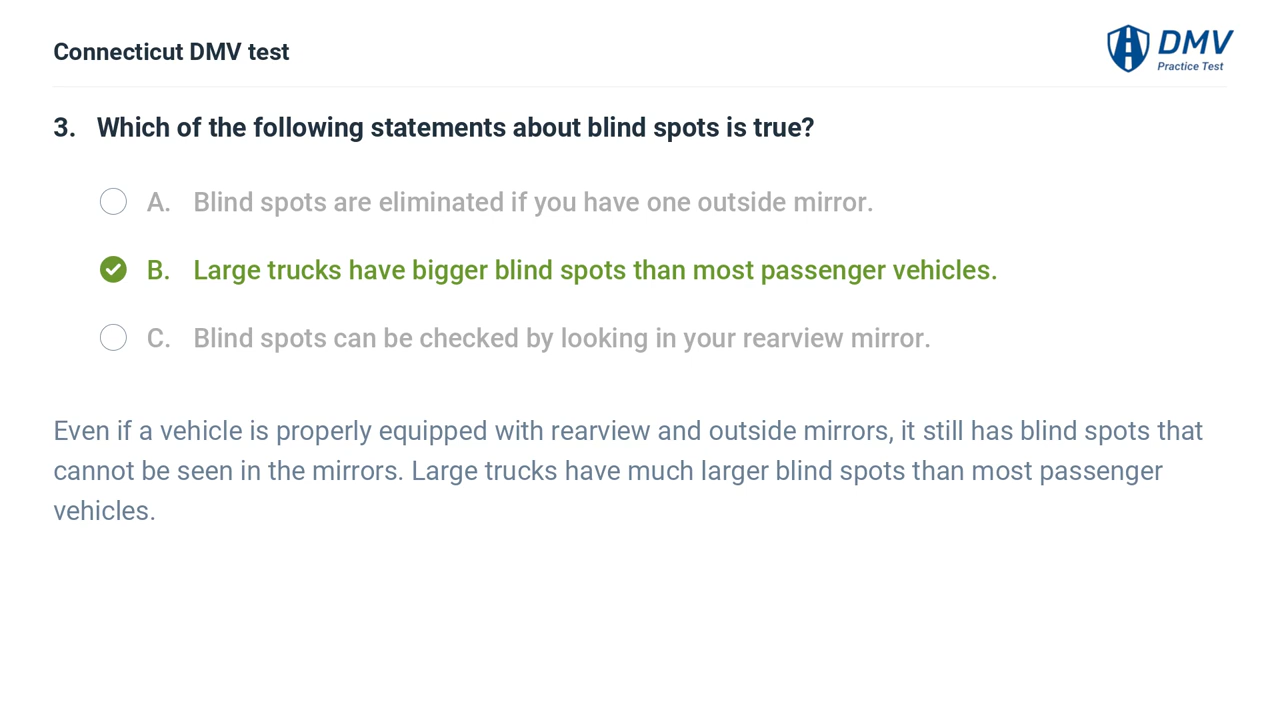 Connecticut DMV test
DMV
Practice Test
3. Which of the following statements about blind spots is true?
A. Blind spots are eliminated if you have one outside mirror.
B. Large trucks have bigger blind spots than most passenger vehicles.
C. Blind spots can be checked by looking in your rearview mirror.
Even if a vehicle is properly equipped with rearview and outside mirrors, it still has blind spots that
cannot be seen in the mirrors. Large trucks have much larger blind spots than most passenger
vehicles.